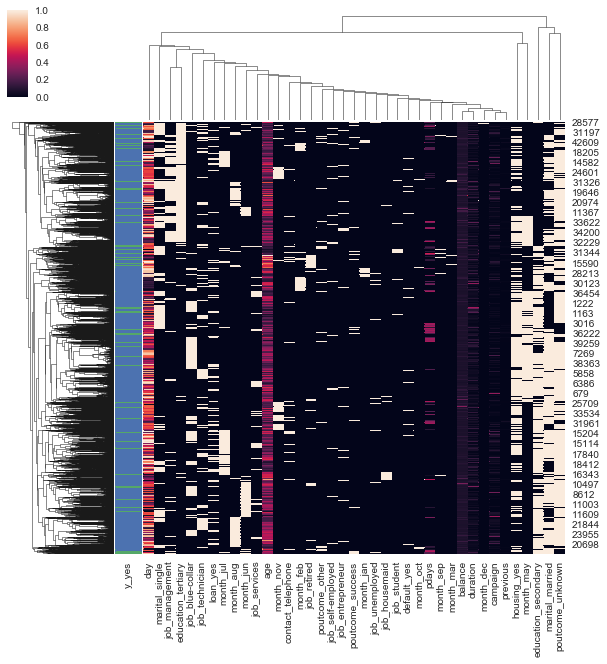 1.0
0.8
0.6
0.4
0.2
0.0
28577
31197
42609
18205
14582
24601
31326
19646
20974
11367
33622
34200
32229
31344
15590
28213
30123
36454
1222
1163
3016
36222
39259
7269
38363
5858
6386
679
25709
33534
31961
15204
15114
17840
18412
16343
10497
8612
11003
11609
21844
23955
20698
y_yes
day
marital_single
job_management
education_tertiary
job_blue-collar
job_technician
loan_yes
month_jul
month_aug
month_jun
job_services
age
month_nov
contact_telephone
month_feb
job_retired
poutcome_other
job_self-employed
job_entrepreneur
poutcome_success
month_jan
job_unemployed
job_housemaid
job_student
default_yes
month_oct
pdays
month_sep
month_mar
balance
duration
month_dec
campaign
previous
housing_yes
month_may
education_secondary
marital_married
poutcome_unknown